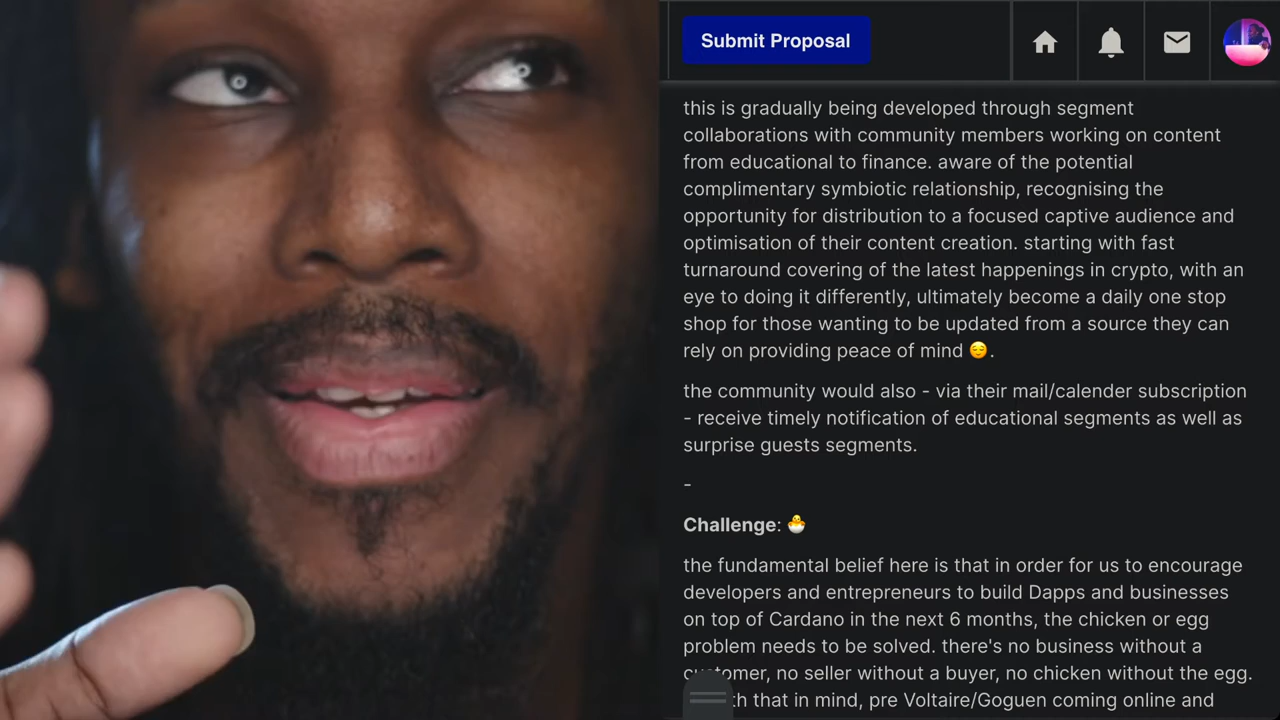 Submit Proposal
this is gradually being developed through segment
collaborations with community members working on content
from educational to finance. aware of the potential
complimentary symbiotic relationship, recognising the
opportunity for distribution to a focused captive audience and
optimisation of their content creation. starting with fast
turnaround covering of the latest happenings in crypto, with an
eye to doing it differently, ultimately become a daily one stop
shop for those wanting to be updated from a source they can
rely on providing peace of mind 😌.
the community would also - via their mail/calender subscription
- receive timely notification of educational segments as well as
surprise guests segments.
-
Challenge: 🐣
the fundamental belief here is that in order for us to encourage
developers and entrepreneurs to build Dapps and businesses
on top of Cardano in the next 6 months, the chicken or egg
problem needs to be solved. there's no business without a
customer, no seller without a buyer, no chicken without the egg.
that in mind, pre Voltaire/Goguen coming online and